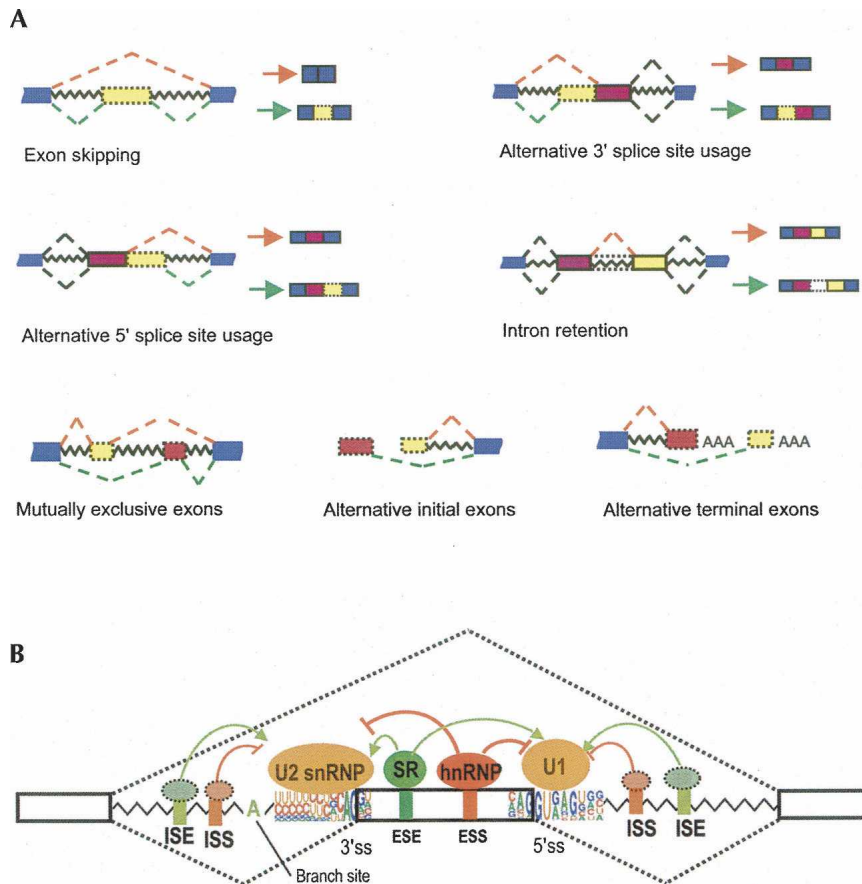 A
Exon skipping
Alternative 3' splice site usage
Alternative 5' splice site usage
Intron retention
AAA
AAA
Mutually exclusive exons
Alternative initial exons
Alternative terminal exons
B
U2 snRNP
SR
hnRNP
U1
A
ISE
ISS
3'ss
ESE
ESS
5'ss
ISS
ISE
Branch site